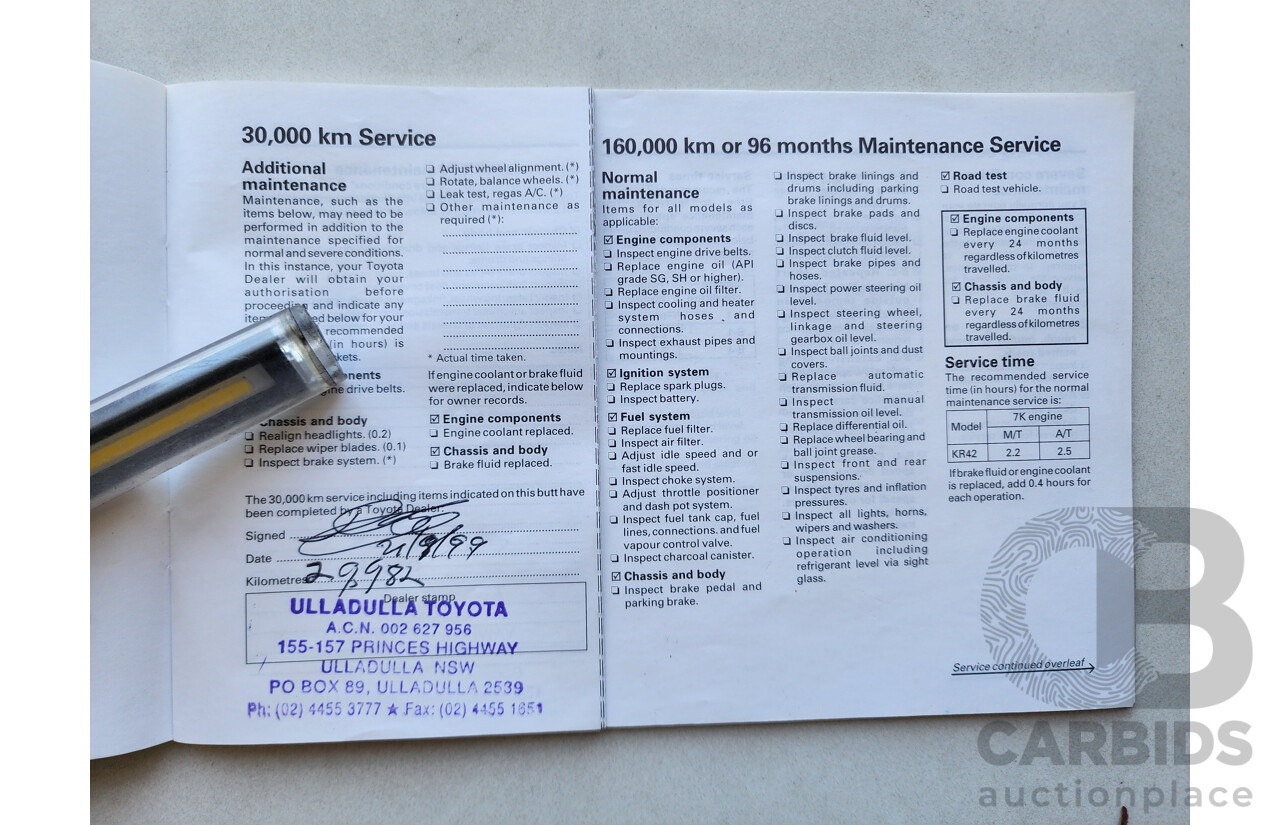 30,000 km Service
Additional
maintenance
Maintenance, such as the
items below, may need to be
performed in addition to the
maintenance specified for
normal and severe conditions.
In this instance, your Toyota
Dealer will obtain your
authorisation before
proceeding and indicate any
below for your
recommended
(in hours) is
drive belts.
Chassis and body
❏ Realign headlights. (0.2)
❏ Replace wiper blades. (0.1)
❏ Inspect brake system. (*)
❏ Adjust wheel alignment. (*)
❏ Rotate, balance wheels. (*)
❏ Leak test, regas A/C. (*)
❏ Other maintenance as
required (*):
* Actual time taken.
If engine coolant or brake fluid
were replaced, indicate below
for owner records.
☑ Engine components
❏ Engine coolant replaced.
☑ Chassis and body
❏ Brake fluid replaced.
The 30,000 km service including items indicated on this butt have
been completed by a Toyota Dealer.
Signed
Date 21/9/99
Kilometres 29,982
Dealer stamp
ULLADULLA TOYOTA
A.C.N. 002 627 956
155-157 PRINCES HIGHWAY
ULLADULLA NSW
PO BOX 89, ULLADULLA 2539
Ph: (02) 4455 3777 ★ Fax: (02) 4455 1651
160,000 km or 96 months Maintenance Service
Normal
maintenance
Items for all models as
applicable:
☑ Engine components
❏ Inspect engine drive belts.
❏ Replace engine oil (API
grade SG, SH or higher).
❏ Replace engine oil filter.
❏ Inspect cooling and heater
system hoses and
connections.
❏ Inspect exhaust pipes and
mountings.
☑ Ignition system
❏ Replace spark plugs.
❏ Inspect battery.
☑ Fuel system
❏ Replace fuel filter.
❏ Inspect air filter.
❏ Adjust idle speed and or
fast idle speed.
❏ Inspect choke system.
❏ Adjust throttle positioner
and dash pot system.
❏ Inspect fuel tank cap, fuel
lines, connections. and fuel
vapour control valve.
❏ Inspect charcoal canister.
☑ Chassis and body
❏ Inspect brake pedal and
parking brake.
❏ Inspect brake linings and
drums including parking
brake linings and drums.
❏ Inspect brake pads and
discs.
❏ Inspect brake fluid level.
❏ Inspect clutch fluid level.
❏ Inspect brake pipes and
hoses.
❏ Inspect power steering oil
level.
❏ Inspect steering wheel,
linkage and steering
gearbox oil level.
❏ Inspect ball joints and dust
covers.
❏ Replace automatic
transmission fluid.
❏ Inspect manual
transmission oil level.
❏ Replace differential oil.
❏ Replace wheel bearing and
ball joint grease.
❏ Inspect front and rear
suspensions.
❏ Inspect tyres and inflation
pressures.
❏ Inspect all lights, horns,
wipers and washers.
❏ Inspect air conditioning
operation including
refrigerant level via sight
glass.
☑ Road test
❏ Road test vehicle.
☑ Engine components
❏ Replace engine coolant
every 24 months
regardless of kilometres
travelled.
☑ Chassis and body
❏ Replace brake fluid
every 24 months
regardless of kilometres
travelled.
Service time
The recommended service
time (in hours) for the normal
maintenance service is:
Model 7K engine
M/T A/T
KR42 2.2 2.5
If brake fluid or engine coolant
is replaced, add 0.4 hours for
each operation.
Service continued overleaf
CARBIDS
auctionplace